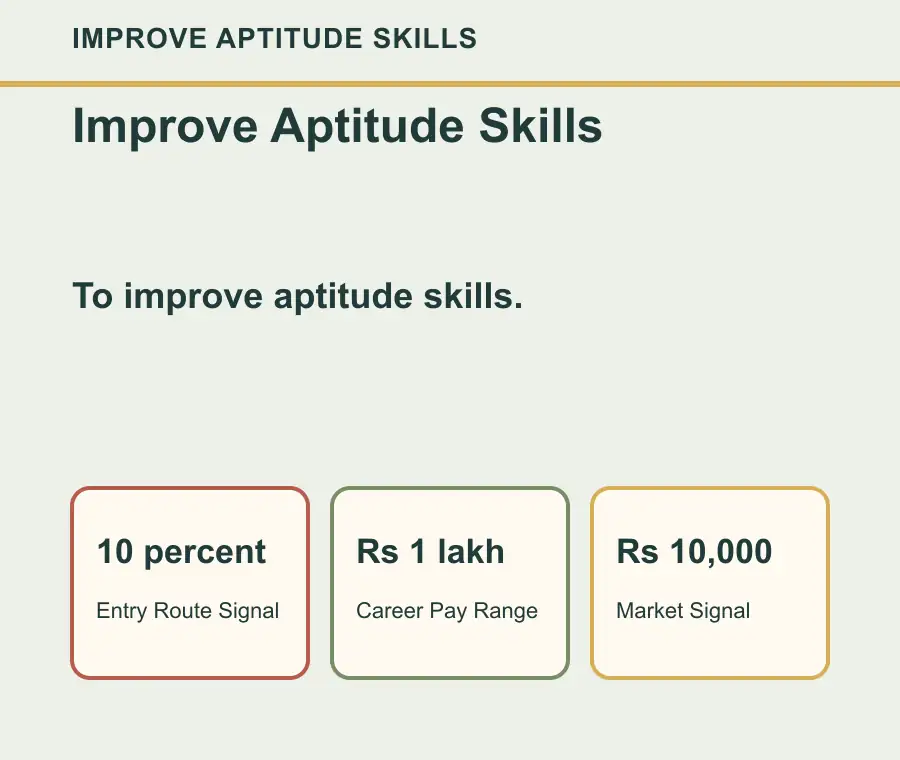 IMPROVE APTITUDE SKILLS
Improve Aptitude Skills
To improve aptitude skills.
10 percent
Entry Route Signal
Rs 1 lakh
Career Pay Range
Rs 10,000
Market Signal